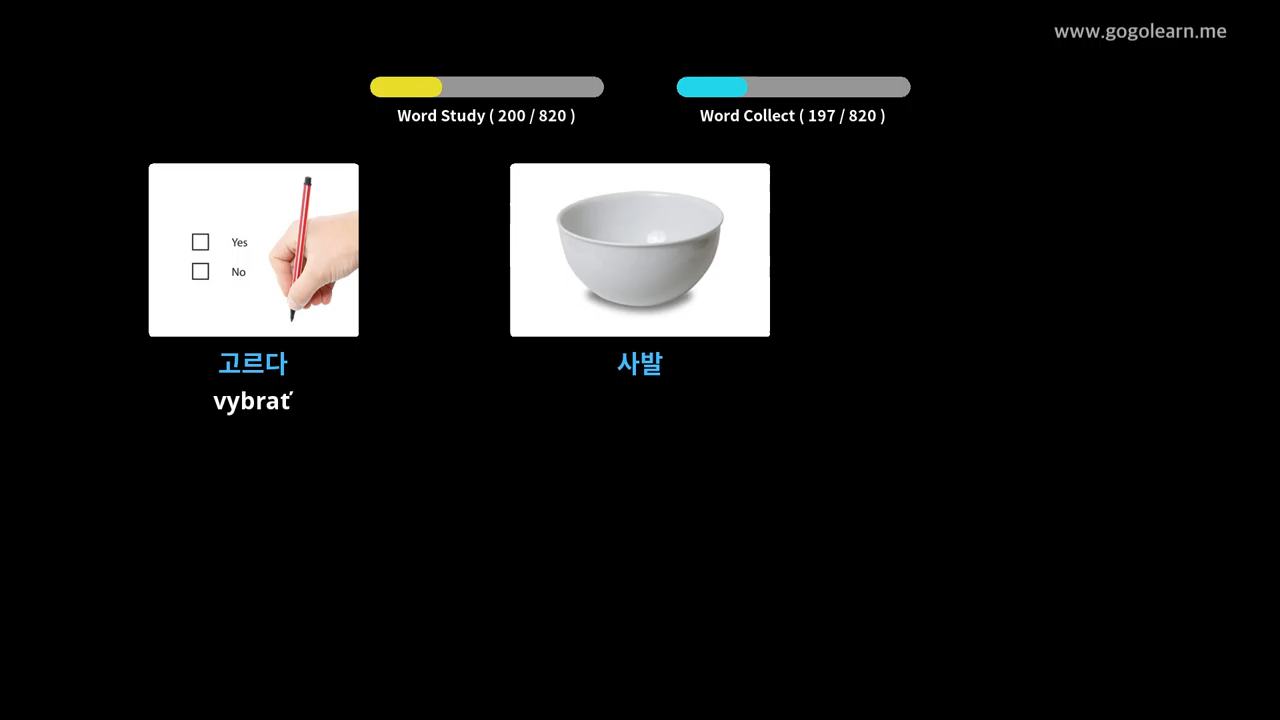 www.gogolearn.me
Word Study ( 200 / 820 )
Word Collect ( 197 / 820 )
Yes
No
고르다
vybrať
사발